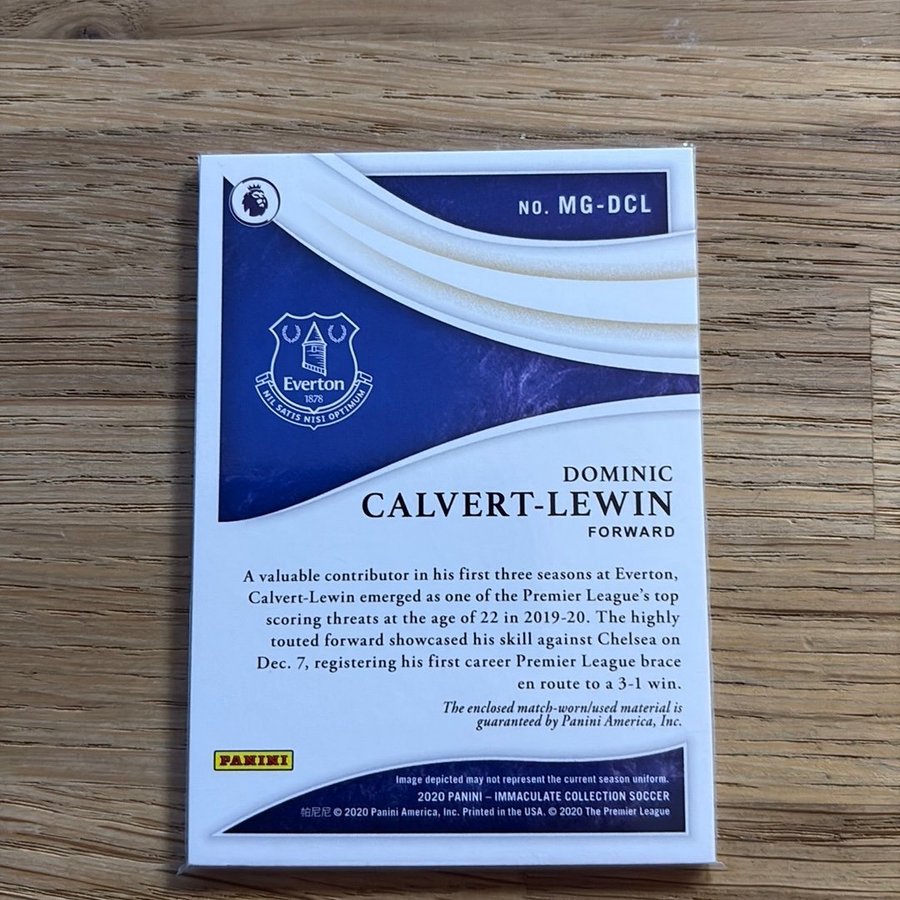 NO. MG-DCL
Everton
1878
NIL SATIS NISI OPTIMUM
DOMINIC
CALVERT-LEWIN
FORWARD
A valuable contributor in his first three seasons at Everton,
Calvert-Lewin emerged as one of the Premier League's top
scoring threats at the age of 22 in 2019-20. The highly
touted forward showcased his skill against Chelsea on
Dec. 7, registering his first career Premier League brace
en route to a 3-1 win.
The enclosed match-worn/used material is
guaranteed by Panini America, Inc.
PANINI
Image depicted may not represent the current season uniform.
2020 PANINI – IMMACULATE COLLECTION SOCCER
帕尼尼 © 2020 Panini America, Inc. Printed in the USA. © 2020 The Premier League